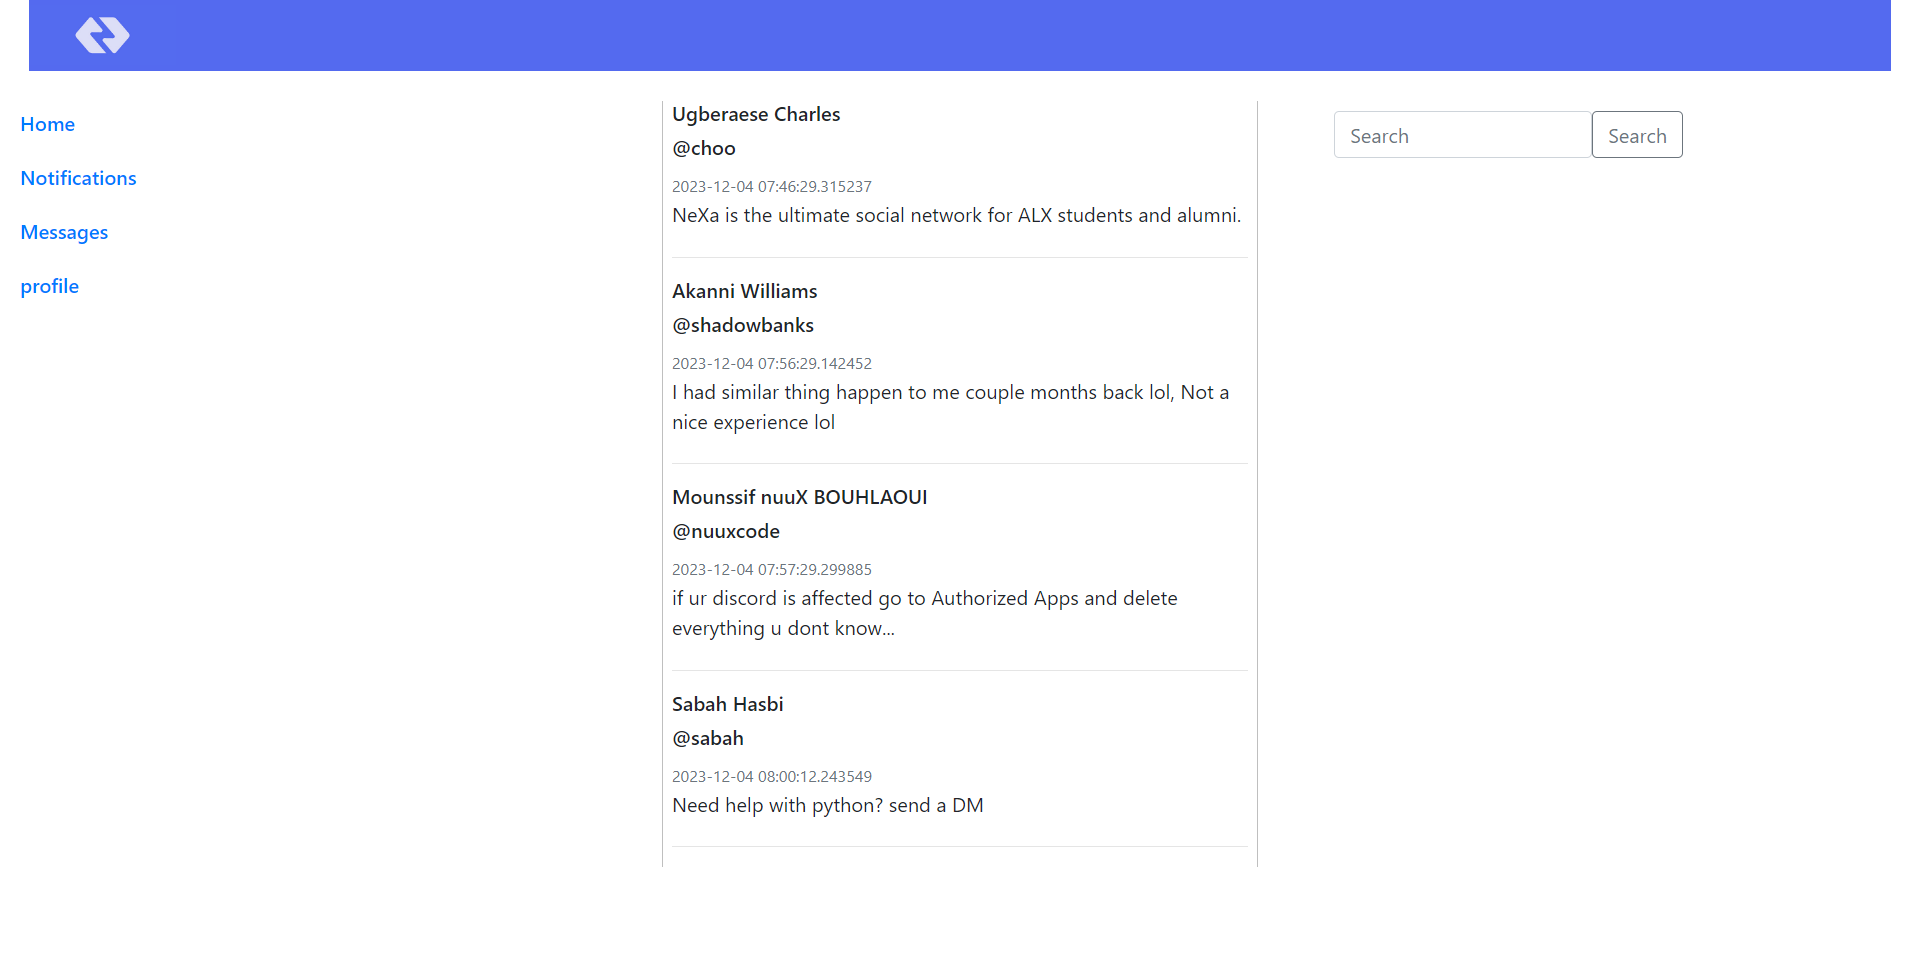 Home
Notifications
Messages
profile
Ugberaese Charles
@choo
2023-12-04 07:46:29.315237
NeXa is the ultimate social network for ALX students and alumni.
Akanni Williams
@shadowbanks
2023-12-04 07:56:29.142452
I had similar thing happen to me couple months back lol, Not a
nice experience lol
Mounssif nuuX BOUHLAOUI
@nuuxcode
2023-12-04 07:57:29.299885
if ur discord is affected go to Authorized Apps and delete
everything u dont know...
Sabah Hasbi
@sabah
2023-12-04 08:00:12.243549
Need help with python? send a DM
Search
Search